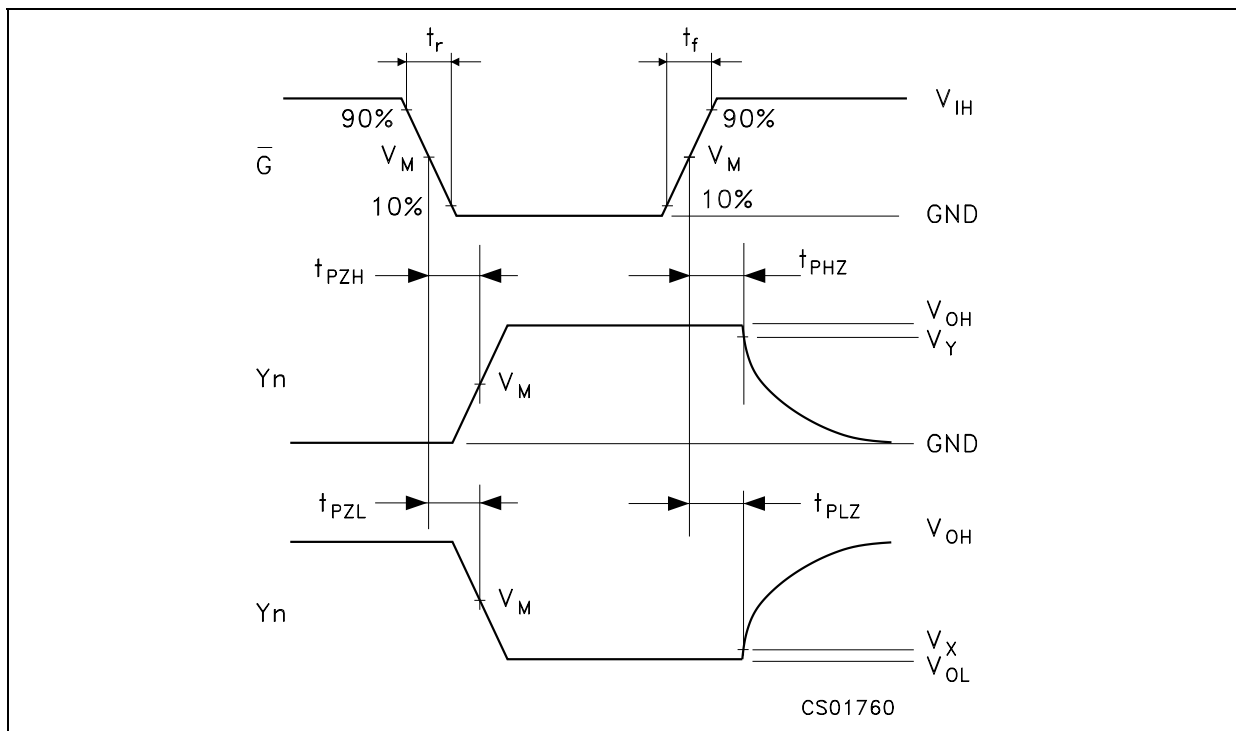 tr tf
90% 90% VIH
G̅ VM VM
10% 10% GND
tPZH tPHZ
VOH
VY
Yn VM
GND
tPZL tPLZ
VOH
Yn VM
VX
VOL
CS01760